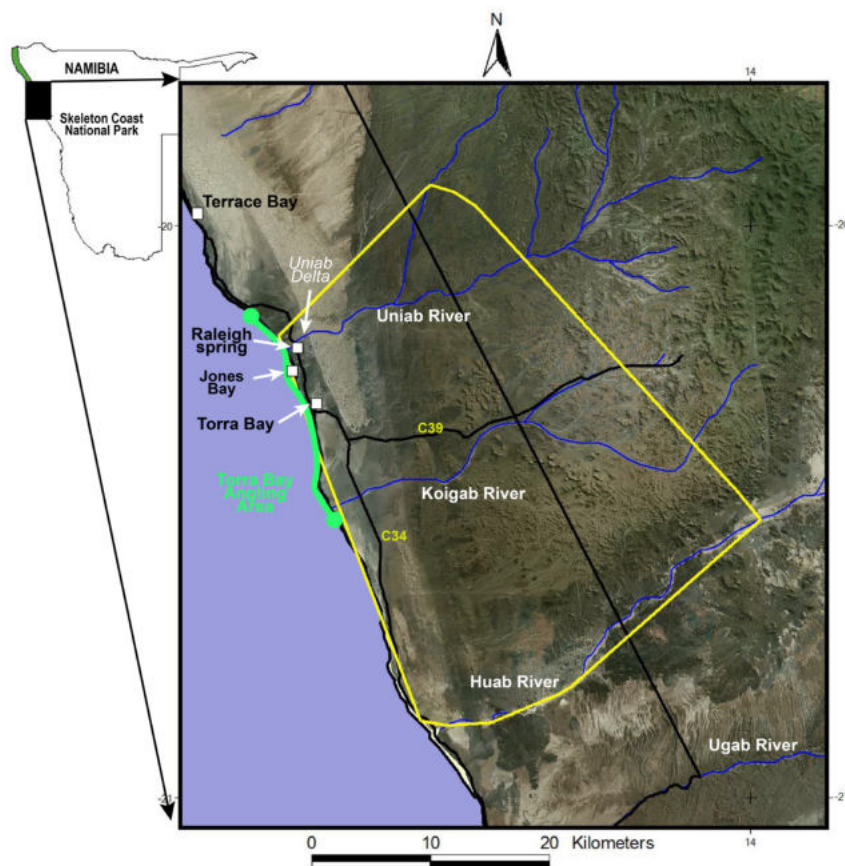 N
NAMIBIA
Skeleton Coast
National Park
14
-20
-20
Terrace Bay
Uniab
Delta
Uniab River
Raleigh
spring
Jones
Bay
Torra Bay
C39
Torra Bay
Angling
Area
Koigab River
C34
Huab River
Ugab River
-21
14
0 10 20 Kilometers